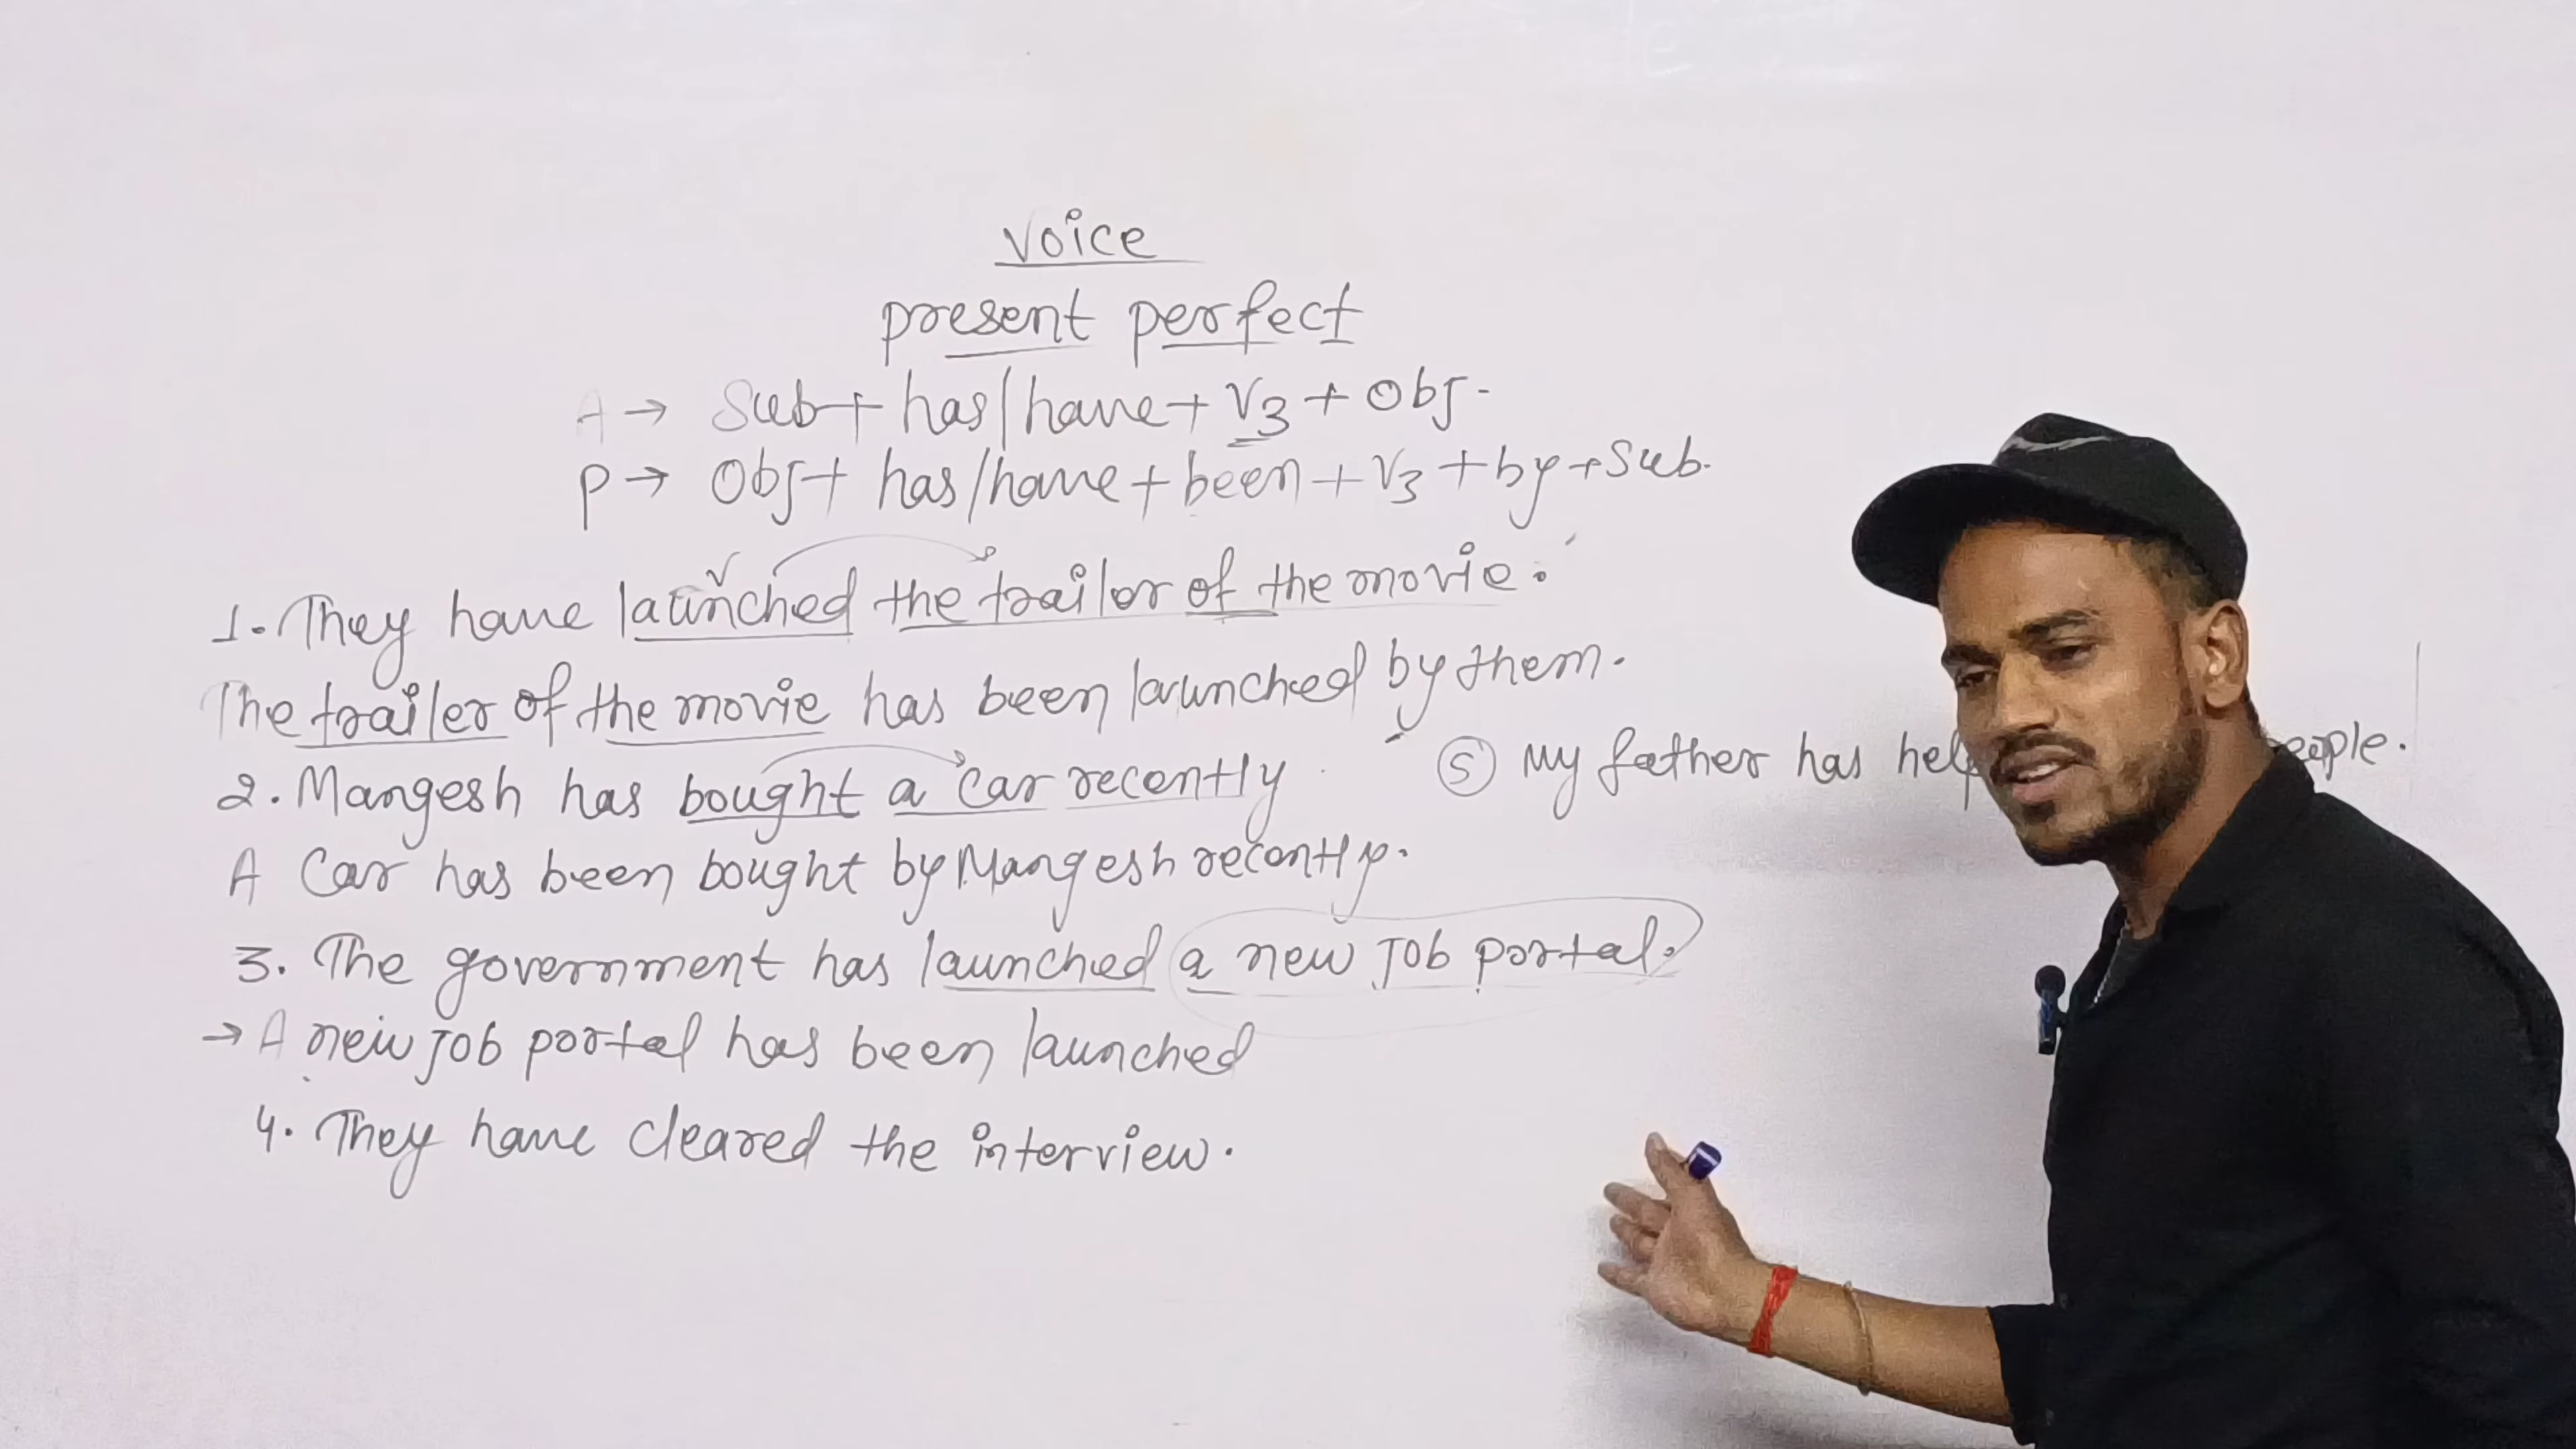 Voice
present perfect
A → Sub + has/have + V3 + Obj.
P → Obj + has/have + been + V3 + by + Sub.
1. They have launched the trailor of the movie.
The trailer of the movie has been launched by them.
2. Mangesh has bought a car recently
A Car has been bought by Mangesh recently.
3. The government has launched a new Job portal.
→ A new Job portal has been launched
4. They have cleared the interview.
5 My father has